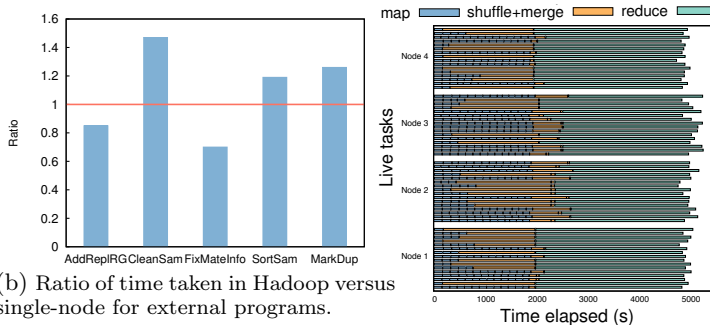 1.6
1.4
1.2
1
0.8
0.6
0.4
0.2
0
Ratio
AddReplRG CleanSam FixMateInfo SortSam MarkDup
(b) Ratio of time taken in Hadoop versus
single-node for external programs.
map shuffle+merge reduce
Live tasks
Node 4
Node 3
Node 2
Node 1
0 1000 2000 3000 4000 5000
Time elapsed (s)